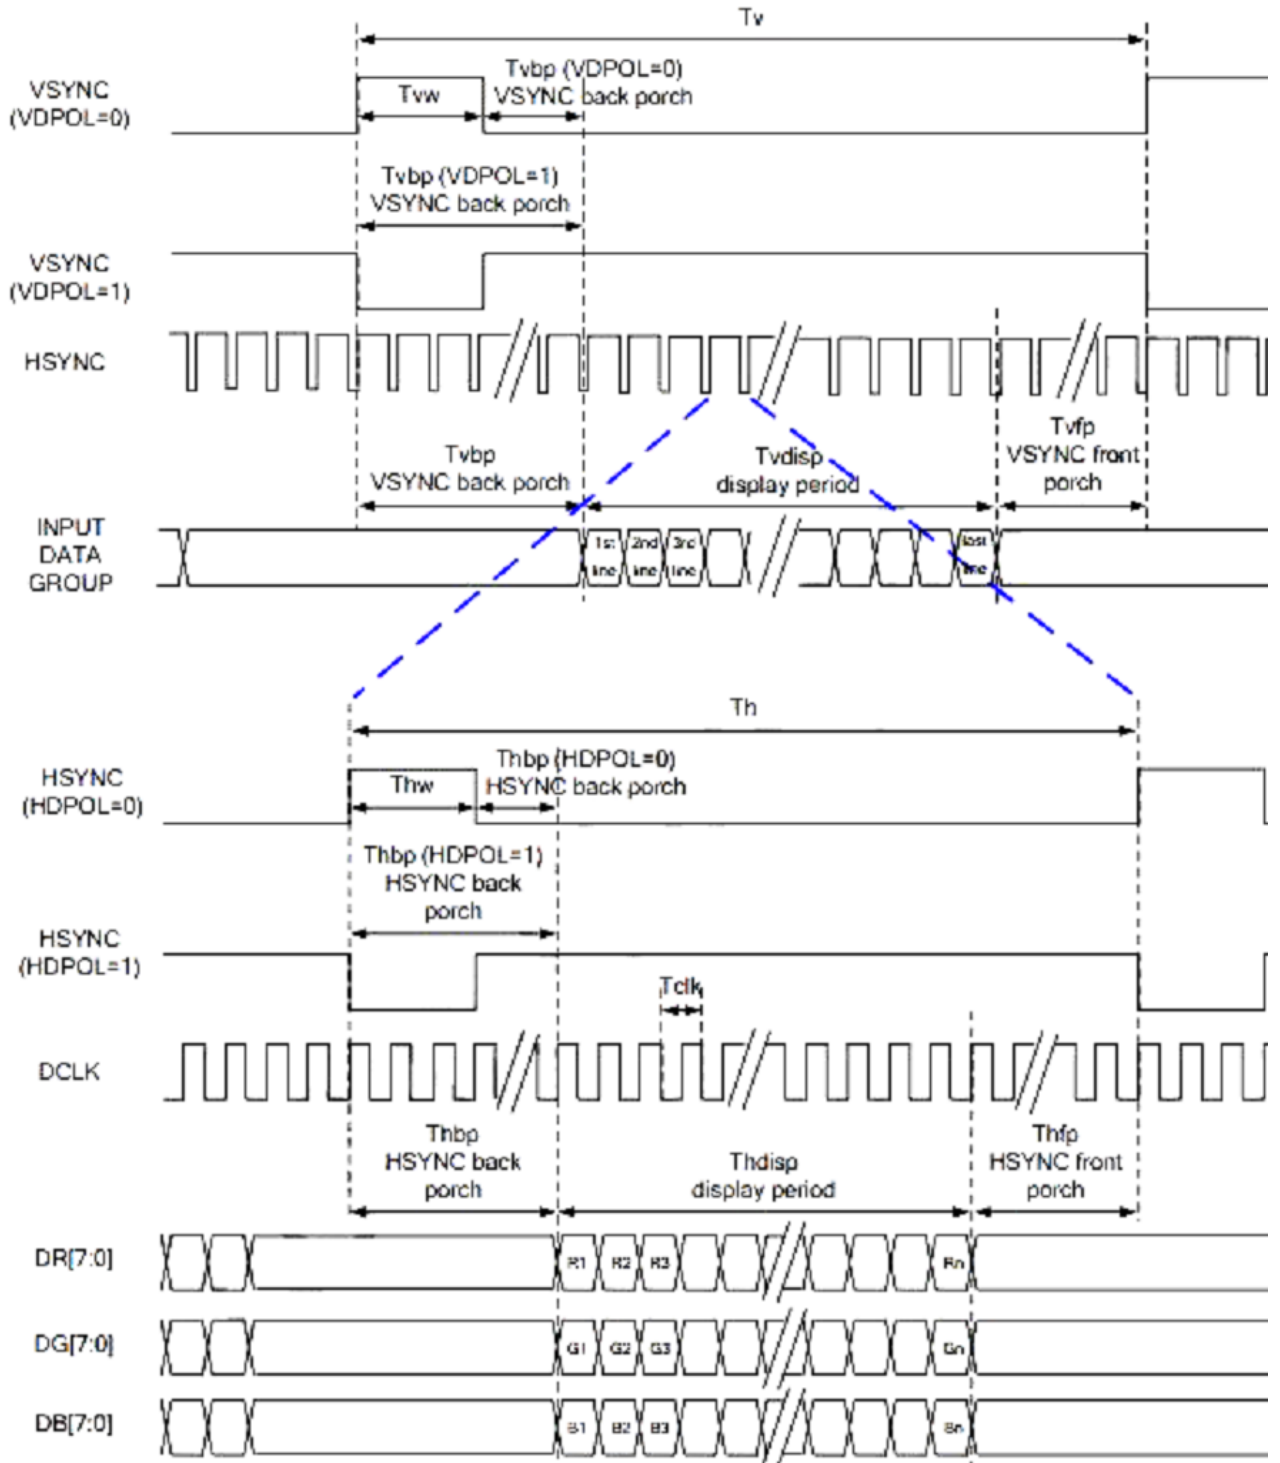 Tv
VSYNC
(VDPOL=0)
Tvw
Tvbp (VDPOL=0)
VSYNC back porch
Tvbp (VDPOL=1)
VSYNC back porch
VSYNC
(VDPOL=1)
HSYNC
Tvbp
VSYNC back porch
Tvdisp
display period
Tvfp
VSYNC front
porch
INPUT
DATA
GROUP
1st
line
2nd
line
3nd
line
last
line
Th
HSYNC
(HDPOL=0)
Thw
Thbp (HDPOL=0)
HSYNC back porch
Thbp (HDPOL=1)
HSYNC back
porch
HSYNC
(HDPOL=1)
Tclk
DCLK
Thbp
HSYNC back
porch
Thdisp
display period
Thfp
HSYNC front
porch
DR[7:0]
R1 R2 R3 Rn
DG[7:0]
G1 G2 G3 Gn
DB[7:0]
B1 B2 B3 Bn